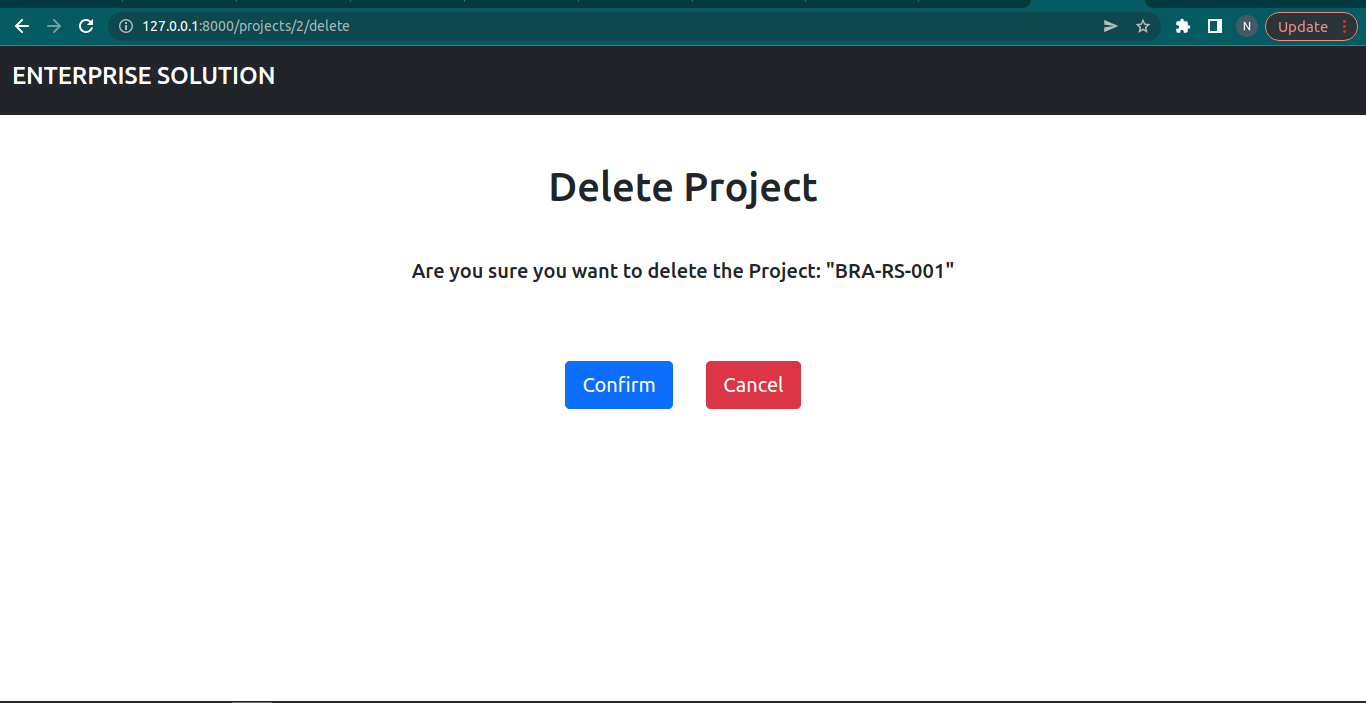 127.0.0.1:8000/projects/2/delete
N
Update
ENTERPRISE SOLUTION
Delete Project
Are you sure you want to delete the Project: "BRA-RS-001"
Confirm
Cancel